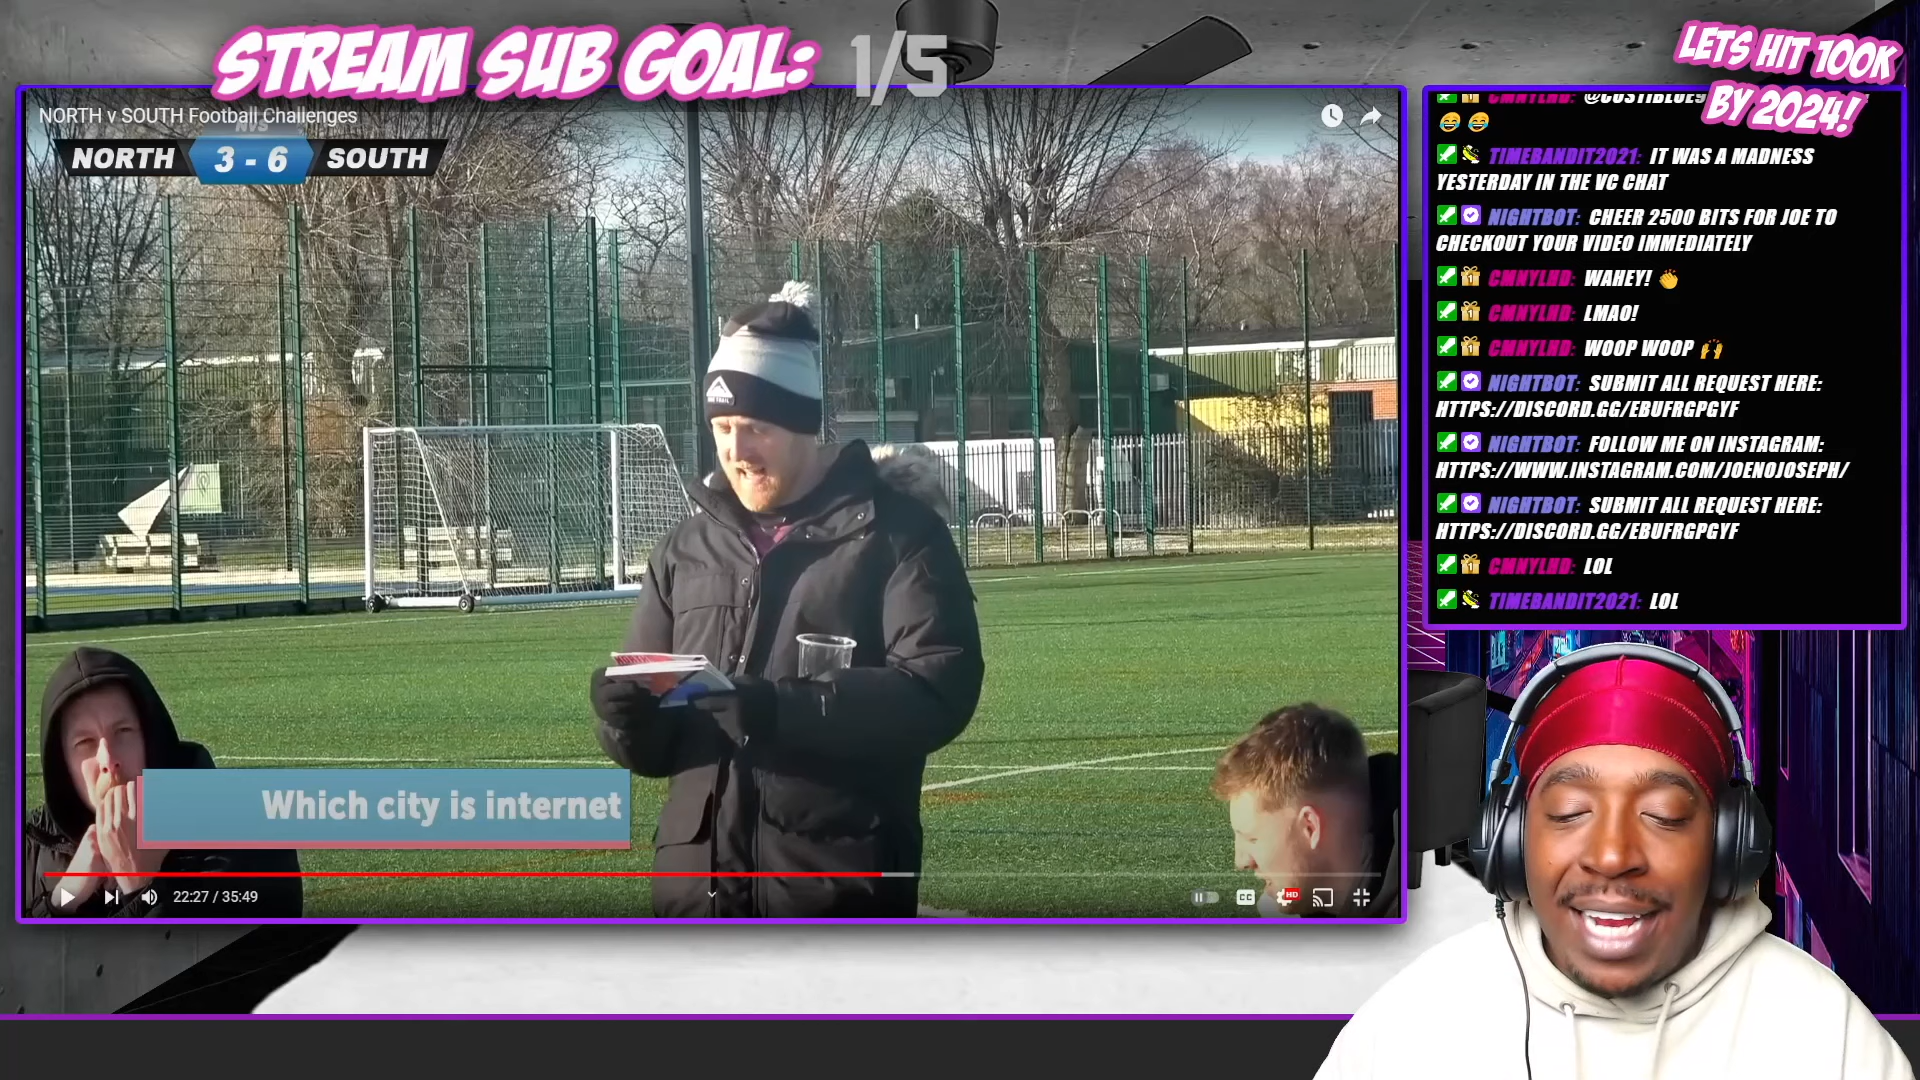 STREAM SUB GOAL: 1/5
LETS HIT 100K
BY 2024!
NORTH v SOUTH Football Challenges
NORTH 3 - 6 SOUTH
Which city is internet
22:27 / 35:49
CC
HD
😂 😂
TIMEBANDIT2021: IT WAS A MADNESS
YESTERDAY IN THE VC CHAT
NIGHTBOT: CHEER 2500 BITS FOR JOE TO
CHECKOUT YOUR VIDEO IMMEDIATELY
CMNYLHD: WAHEY! 👏
CMNYLHD: LMAO!
CMNYLHD: WOOP WOOP 🙌
NIGHTBOT: SUBMIT ALL REQUEST HERE:
HTTPS://DISCORD.GG/EBUFRGPGYF
NIGHTBOT: FOLLOW ME ON INSTAGRAM:
HTTPS://WWW.INSTAGRAM.COM/JOENOJOSEPH/
NIGHTBOT: SUBMIT ALL REQUEST HERE:
HTTPS://DISCORD.GG/EBUFRGPGYF
CMNYLHD: LOL
TIMEBANDIT2021: LOL